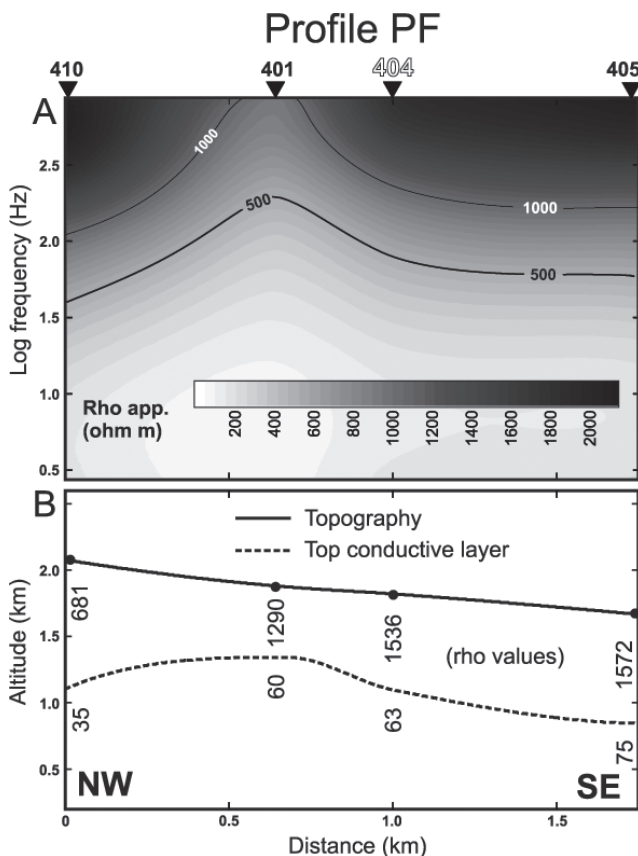 Profile PF
410 401 404 405
A
1000
500
1000
500
2.5
2.0
1.5
1.0
0.5
Log frequency (Hz)
Rho app.
(ohm m)
200 400 600 800 1000 1200 1400 1600 1800 2000
B
Topography
Top conductive layer
2.0
1.5
1.0
0.5
Altitude (km)
681 1290 1536 1572
(rho values)
35 60 63 75
NW SE
0 0.5 1.0 1.5
Distance (km)